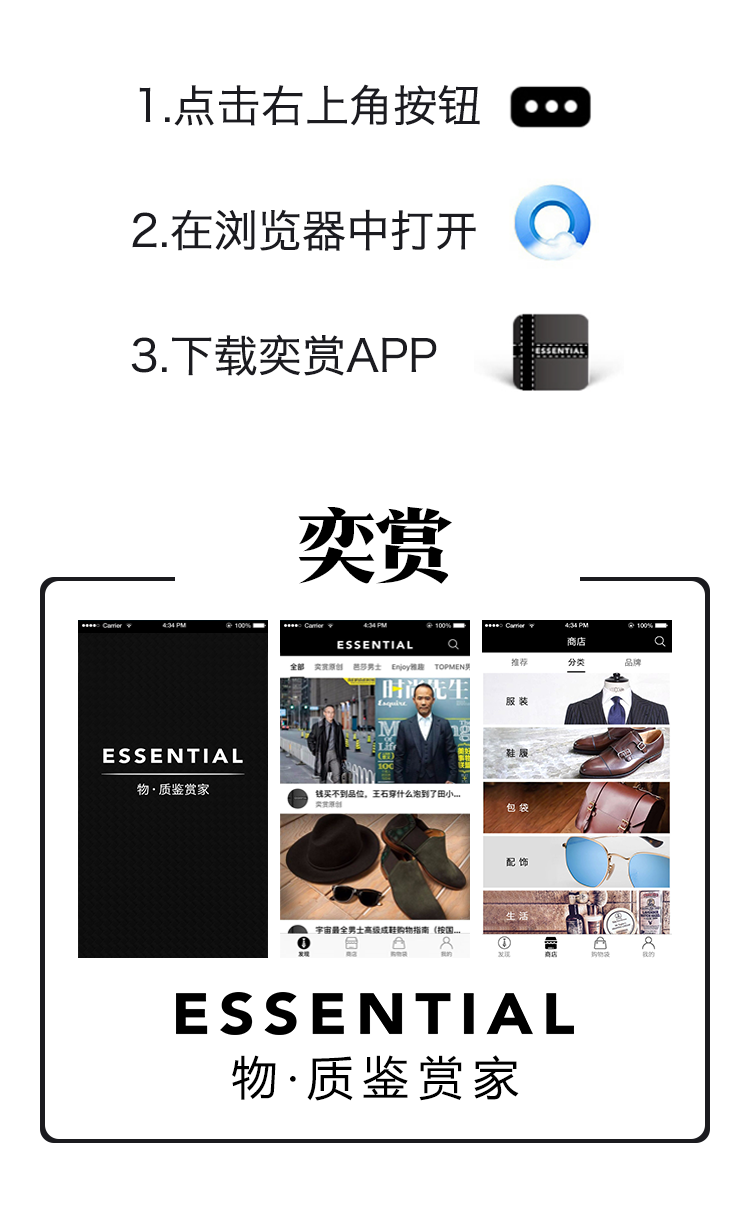 1.点击右上角按钮
2.在浏览器中打开
3.下载奕赏APP
ESSENTIAL
奕赏
Carrier 4:34 PM 100%
ESSENTIAL
物·质鉴赏家
Carrier 4:34 PM 100%
ESSENTIAL
全部 奕赏原创 芭莎男士 Enjoy雅趣 TOPMEN男
Esquire
时尚先生
钱买不到品位，王石穿什么泡到了田小...
奕赏原创
宇宙最全男士高级成鞋购物指南（按国...
发现 商店 购物袋 我的
Carrier 4:34 PM 100%
商店
推荐 分类 品牌
服装
鞋履
包袋
配饰
生活
发现 商店 购物袋 我的
ESSENTIAL
物·质鉴赏家